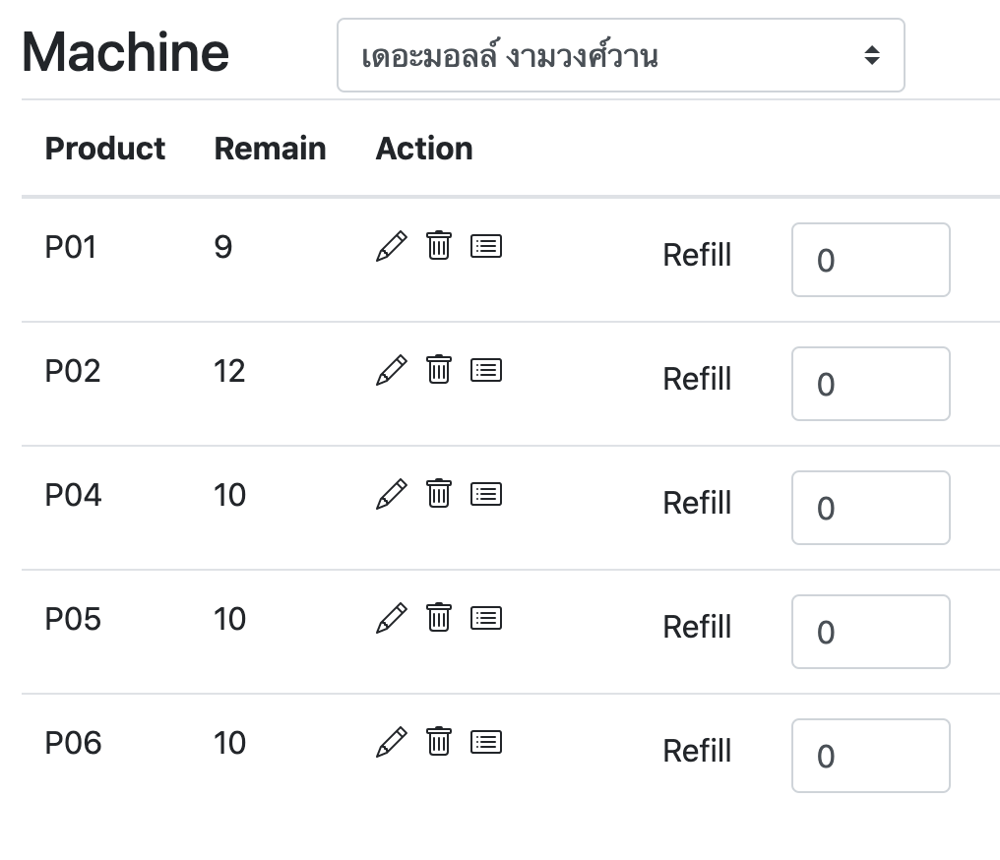 Machine เดอะมอลล์ งามวงศ์วาน
Product Remain Action
P01 9 Refill 0
P02 12 Refill 0
P04 10 Refill 0
P05 10 Refill 0
P06 10 Refill 0